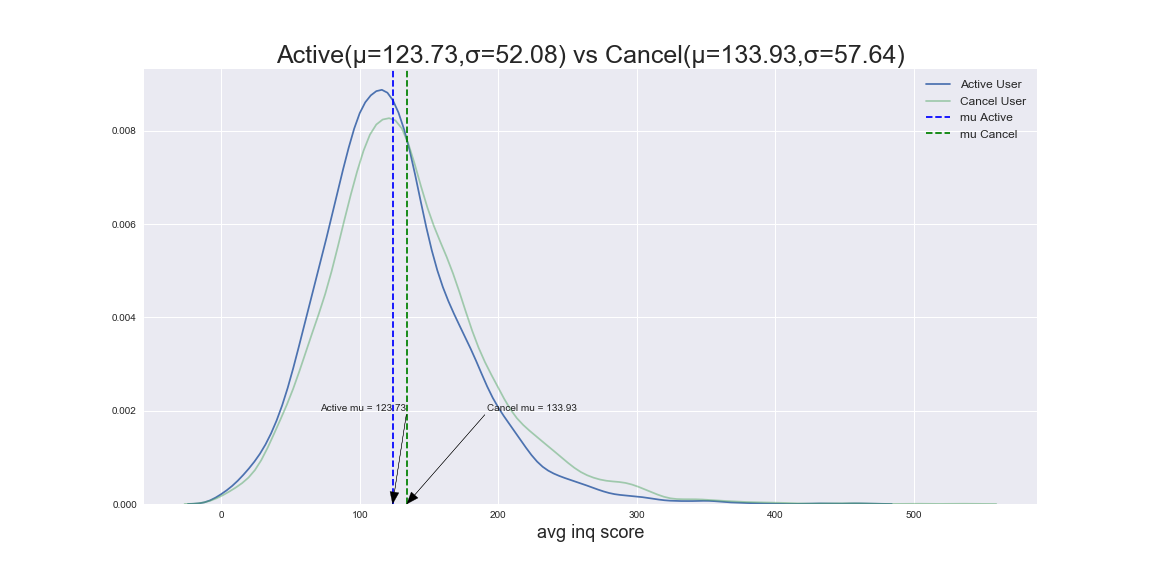 Active(μ=123.73,σ=52.08) vs Cancel(μ=133.93,σ=57.64)
Active User
Cancel User
mu Active
mu Cancel
0.008
0.006
0.004
0.002
0.000
Active mu = 123.73
Cancel mu = 133.93
0
100
200
300
400
500
avg inq score